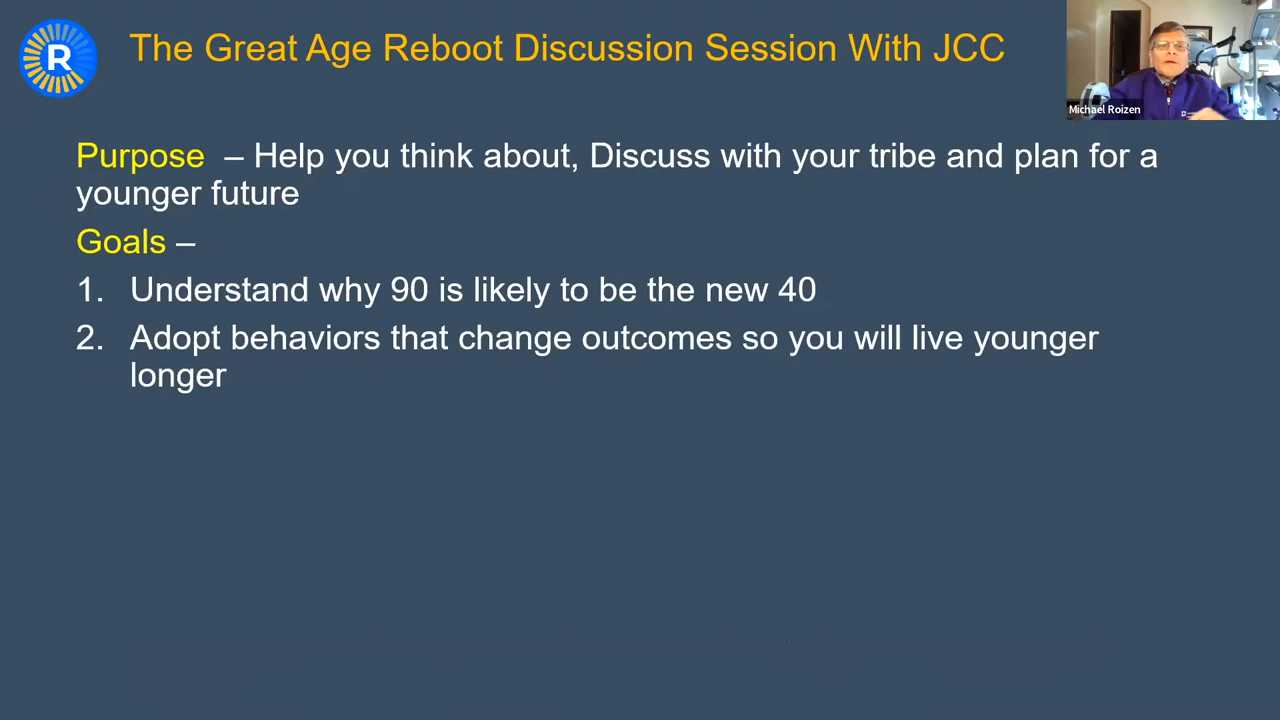 R
The Great Age Reboot Discussion Session With JCC
Michael Roizen
Purpose – Help you think about, Discuss with your tribe and plan for a
younger future
Goals –
1. Understand why 90 is likely to be the new 40
2. Adopt behaviors that change outcomes so you will live younger
longer